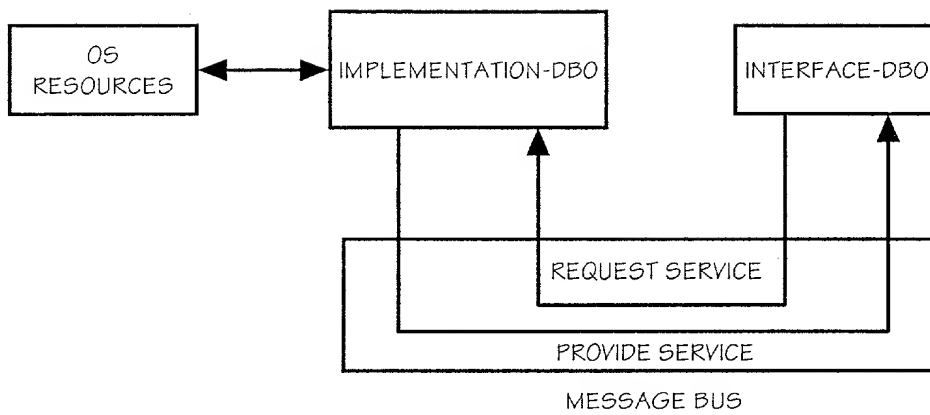 OS
RESOURCES
IMPLEMENTATION-DBO
INTERFACE-DBO
REQUEST SERVICE
PROVIDE SERVICE
MESSAGE BUS